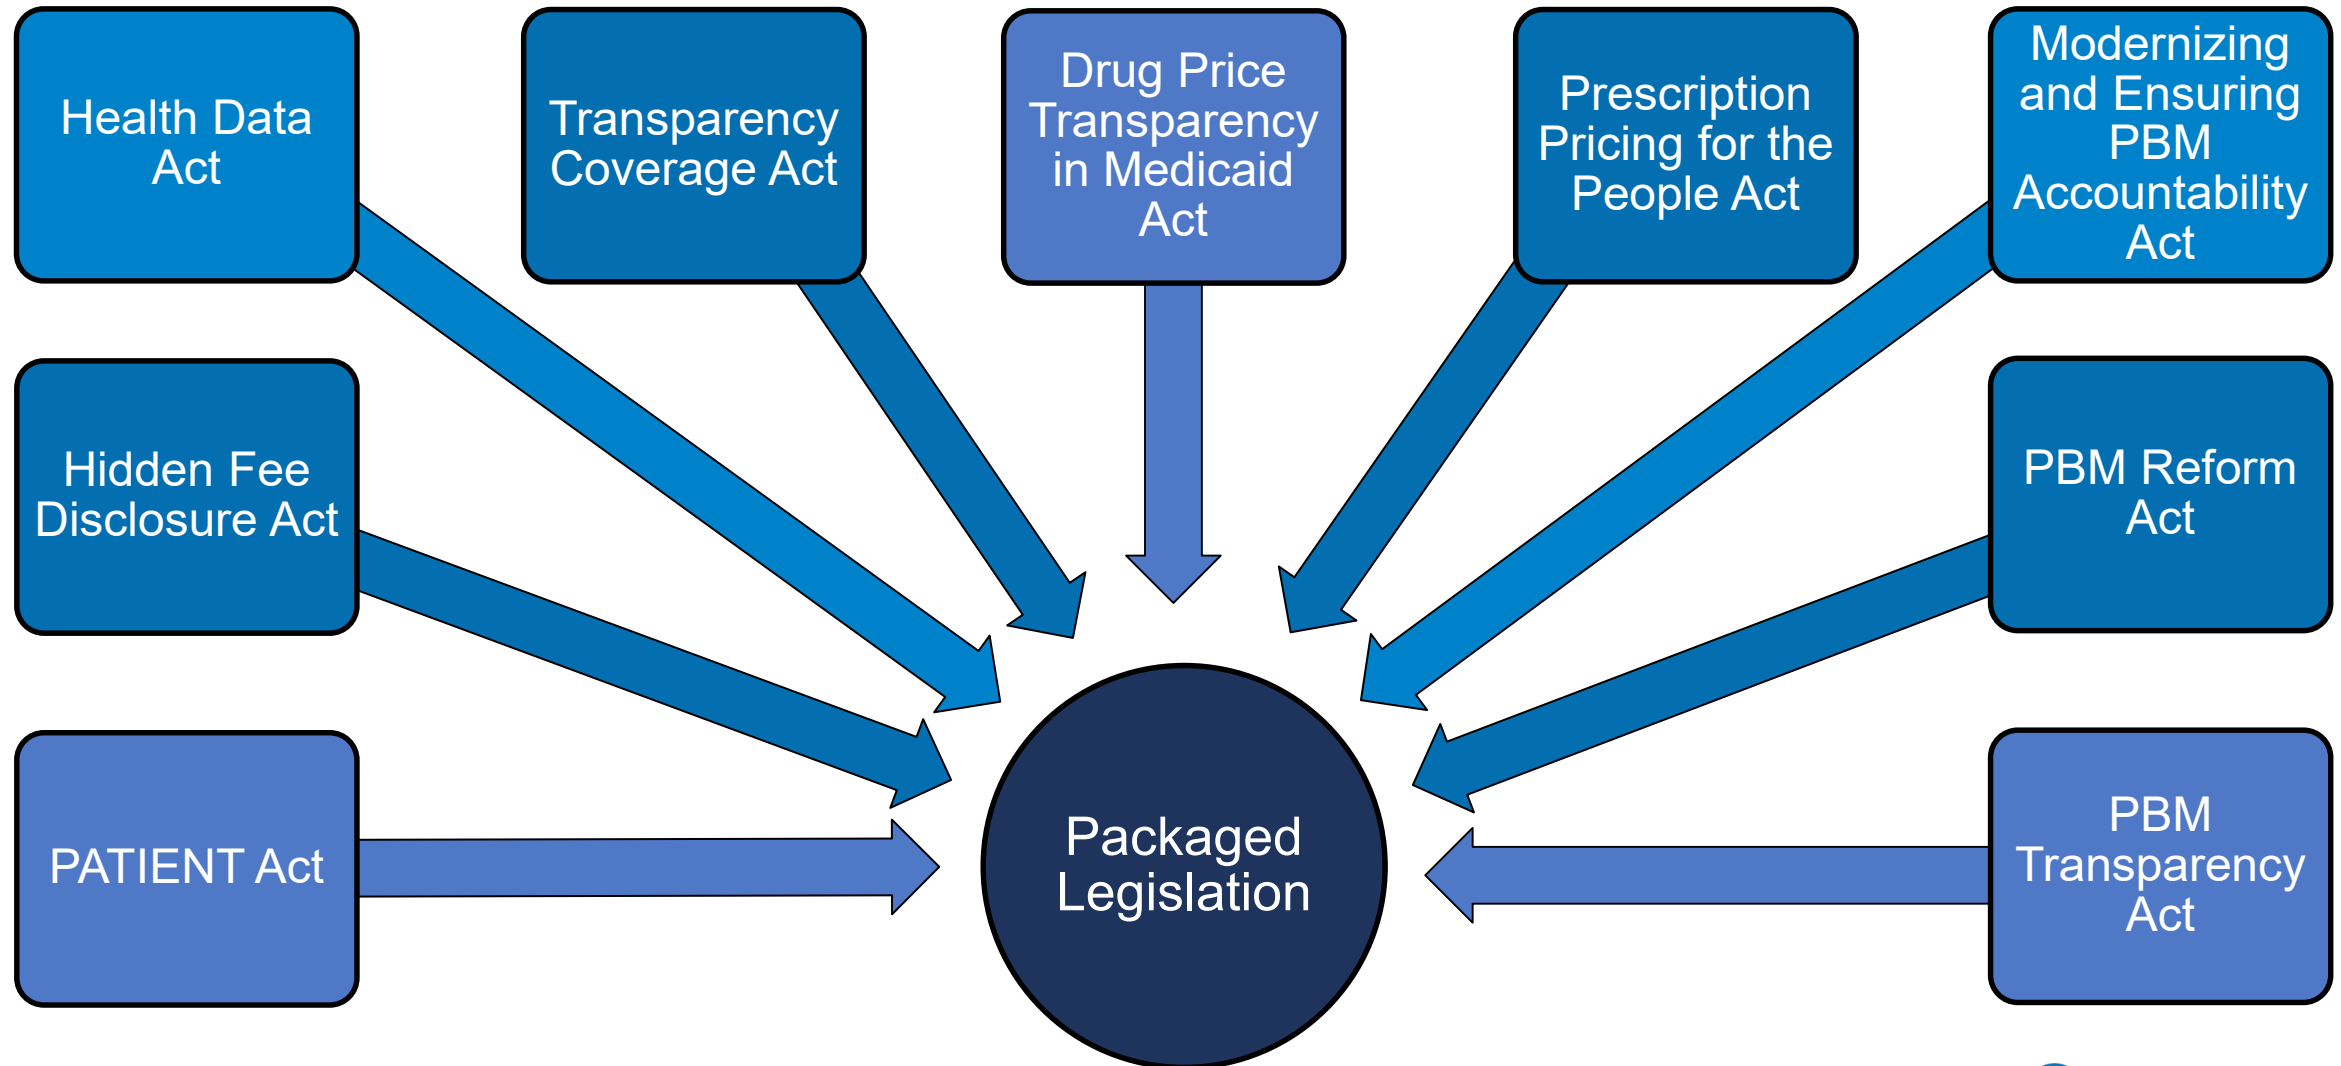 Health Data
Act
Transparency
Coverage Act
Drug Price
Transparency
in Medicaid
Act
Prescription
Pricing for the
People Act
Modernizing
and Ensuring
PBM
Accountability
Act
Hidden Fee
Disclosure Act
PBM Reform
Act
PATIENT Act
Packaged
Legislation
PBM
Transparency
Act